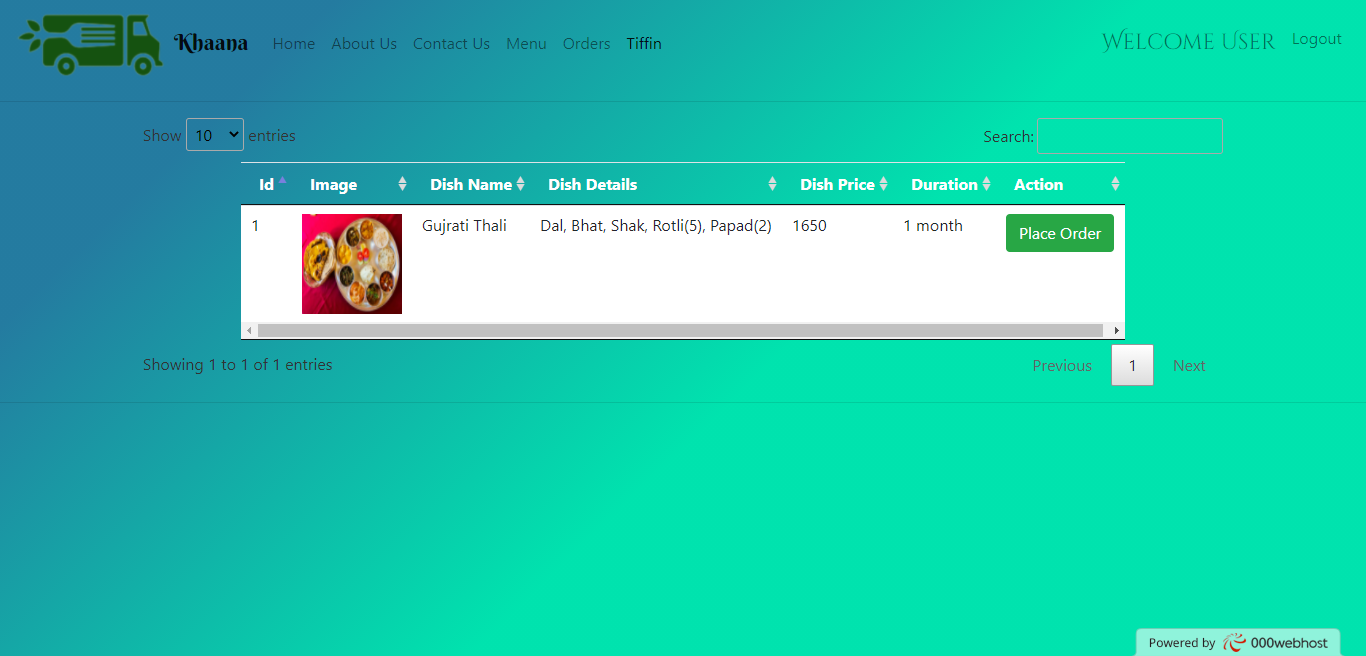 Khaana Home About Us Contact Us Menu Orders Tiffin Welcome User Logout
Show 10 entries Search:
Id Image Dish Name Dish Details Dish Price Duration Action
1 Gujrati Thali Dal, Bhat, Shak, Rotli(5), Papad(2) 1650 1 month Place Order
Showing 1 to 1 of 1 entries Previous 1 Next
Powered by 000webhost